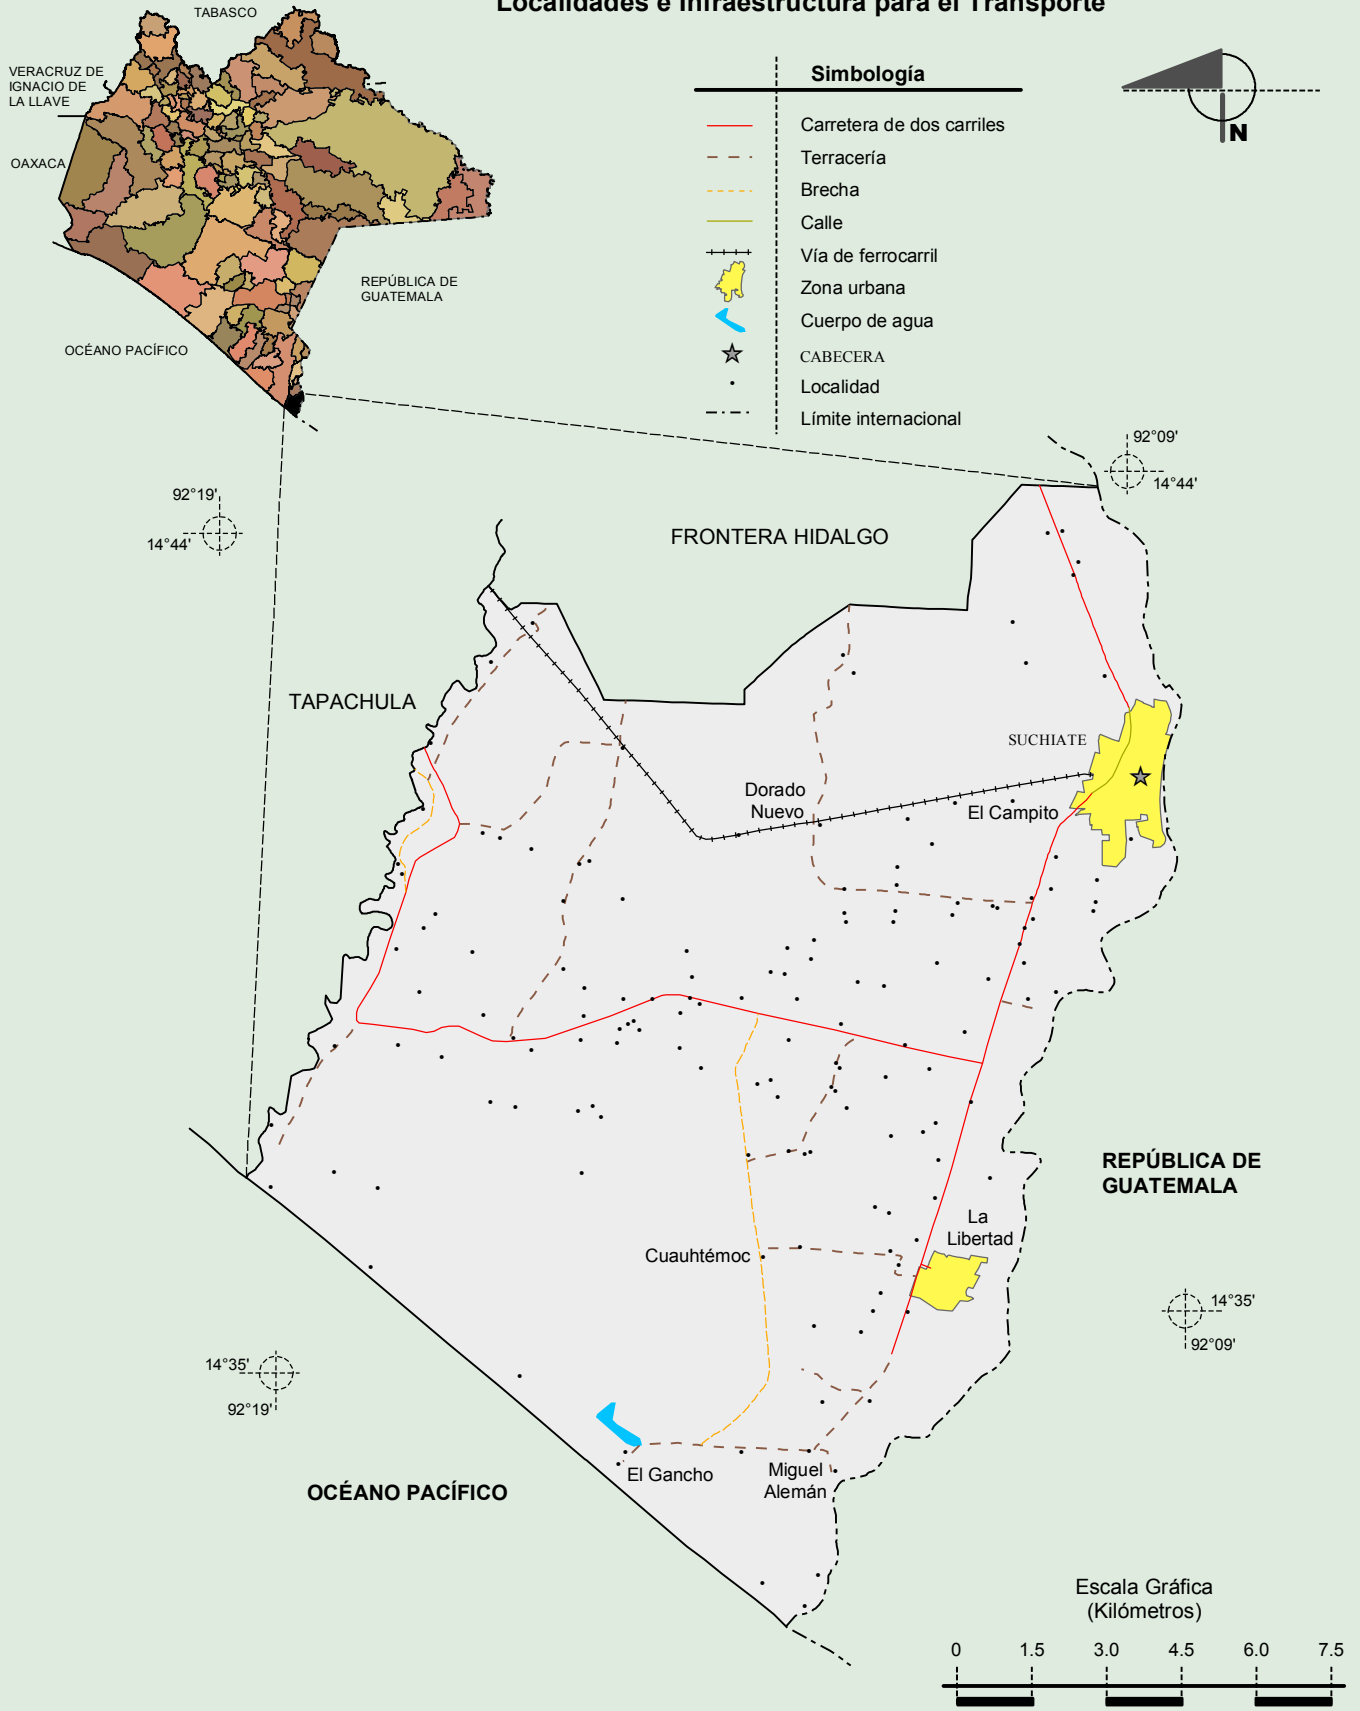 Localidades e Infraestructura para el Transporte
TABASCO
VERACRUZ DE
IGNACIO DE
LA LLAVE
OAXACA
REPÚBLICA DE
GUATEMALA
OCÉANO PACÍFICO
Simbología
Carretera de dos carriles
Terracería
Brecha
Calle
Vía de ferrocarril
Zona urbana
Cuerpo de agua
CABECERA
Localidad
Límite internacional
N
92°09'
14°44'
92°19'
14°44'
FRONTERA HIDALGO
TAPACHULA
SUCHIATE
Dorado
Nuevo
El Campito
REPÚBLICA DE
GUATEMALA
La
Libertad
Cuauhtémoc
14°35'
92°09'
14°35'
92°19'
El Gancho
Miguel
Alemán
OCÉANO PACÍFICO
Escala Gráfica
(Kilómetros)
0 1.5 3.0 4.5 6.0 7.5